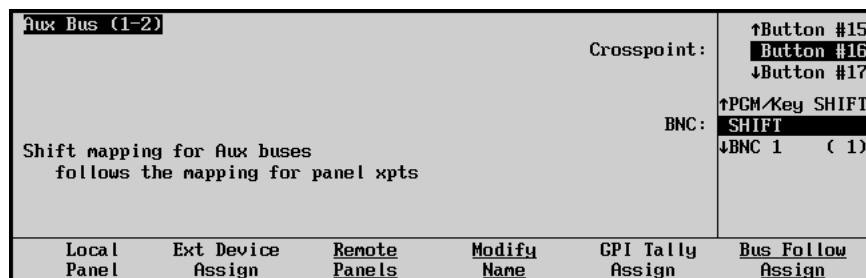 Aux Bus (1-2)
↑Button #15
Crosspoint: Button #16
↓Button #17
↑PGM/Key SHIFT
BNC: SHIFT
↓BNC 1 ( 1)
Shift mapping for Aux buses
follows the mapping for panel xpts
Local Panel
Ext Device Assign
Remote Panels
Modify Name
GPI Tally Assign
Bus Follow Assign